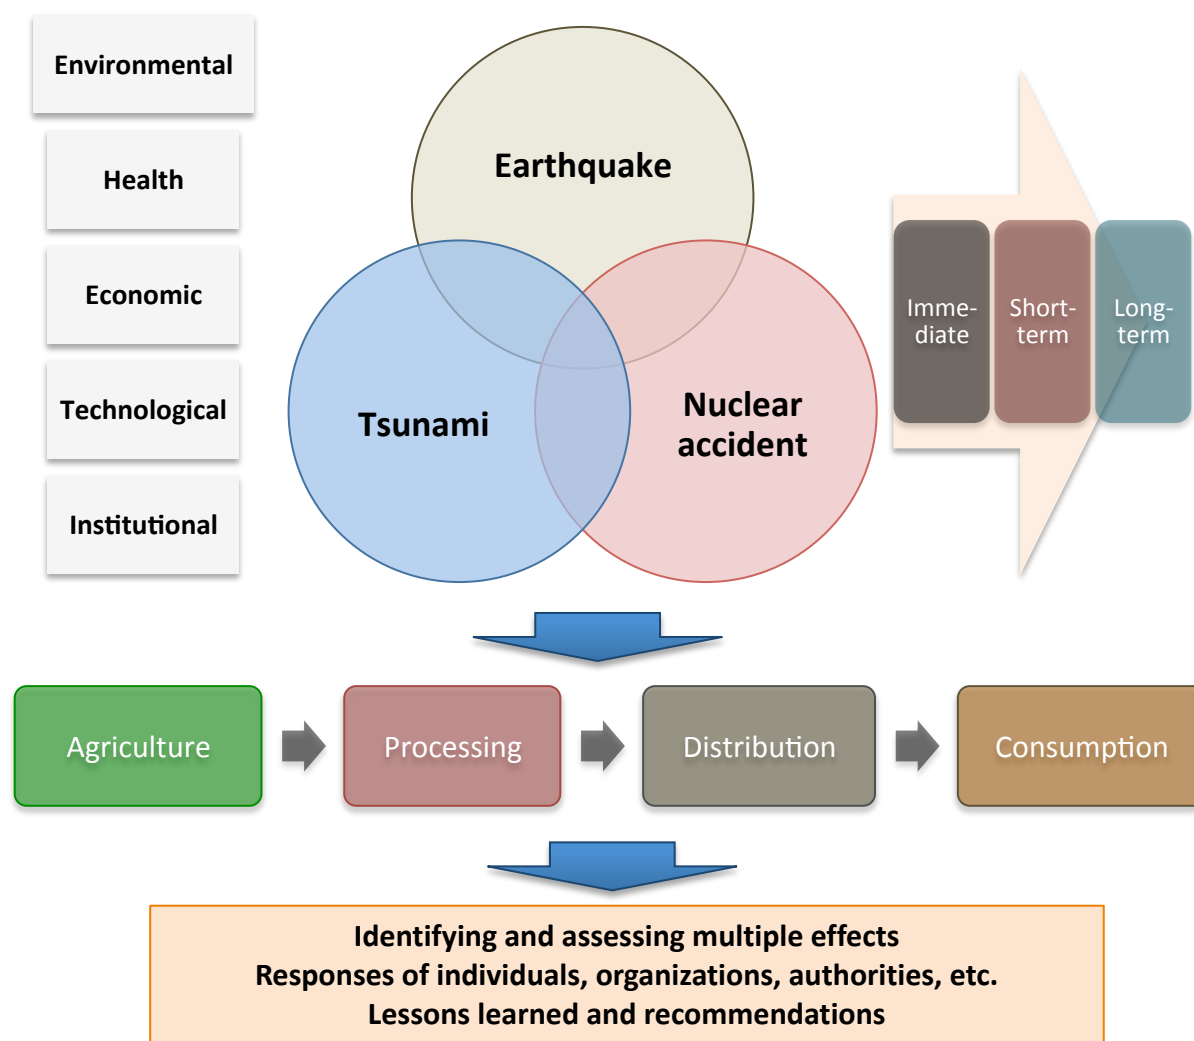 Environmental
Health
Economic
Technological
Institutional
Earthquake
Tsunami
Nuclear
accident
Imme-
diate
Short-
term
Long-
term
Agriculture
Processing
Distribution
Consumption
Identifying and assessing multiple effects
Responses of individuals, organizations, authorities, etc.
Lessons learned and recommendations